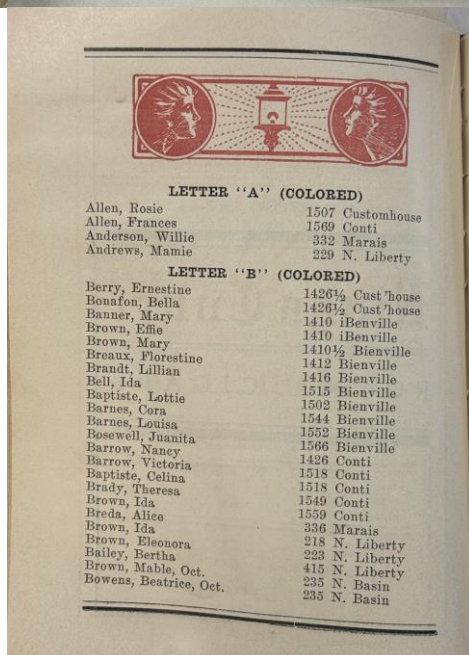 LETTER "A" (COLORED)
Allen, Rosie 1507 Customhouse
Allen, Frances 1569 Conti
Anderson, Willie 332 Marais
Andrews, Mamie 229 N. Liberty
LETTER "B" (COLORED)
Berry, Ernestine 1426½ Cust'house
Bonafon, Bella 1426½ Cust'house
Banner, Mary 1410 iBenville
Brown, Effie 1410 iBenville
Brown, Mary 1410½ Bienville
Breaux, Florestine 1412 Bienville
Brandt, Lillian 1416 Bienville
Bell, Ida 1515 Bienville
Baptiste, Lottie 1502 Bienville
Barnes, Cora 1544 Bienville
Barnes, Louisa 1552 Bienville
Bosewell, Juanita 1566 Bienville
Barrow, Nancy 1426 Conti
Barrow, Victoria 1518 Conti
Baptiste, Celina 1518 Conti
Brady, Theresa 1549 Conti
Brown, Ida 1559 Conti
Breda, Alice 336 Marais
Brown, Ida 218 N. Liberty
Brown, Eleonora 223 N. Liberty
Bailey, Bertha 415 N. Liberty
Brown, Mable, Oct. 235 N. Basin
Bowens, Beatrice, Oct. 235 N. Basin